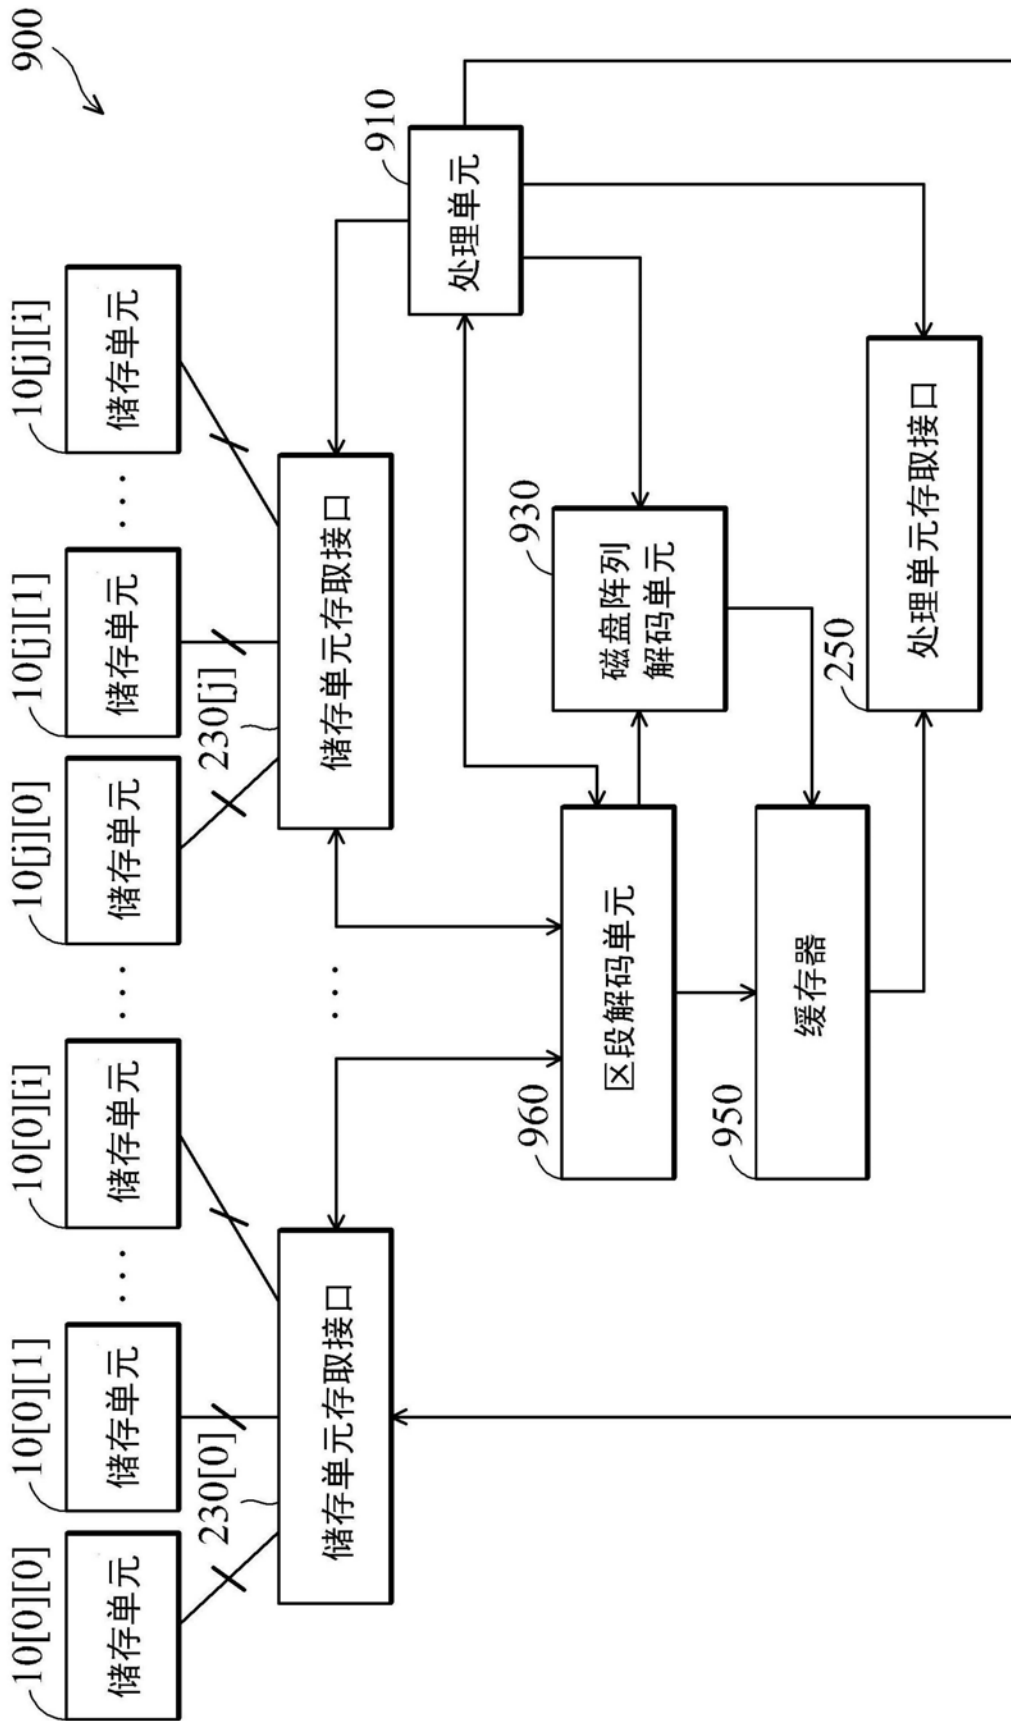 900
10[0][0]
10[0][1]
10[0][i]
10[j][0]
10[j][1]
10[j][i]
储存单元
储存单元
...
储存单元
...
储存单元
储存单元
...
储存单元
230[0]
230[j]
储存单元存取接口
...
储存单元存取接口
910
处理单元
960
区段解码单元
930
磁盘阵列
解码单元
950
缓存器
250
处理单元存取接口